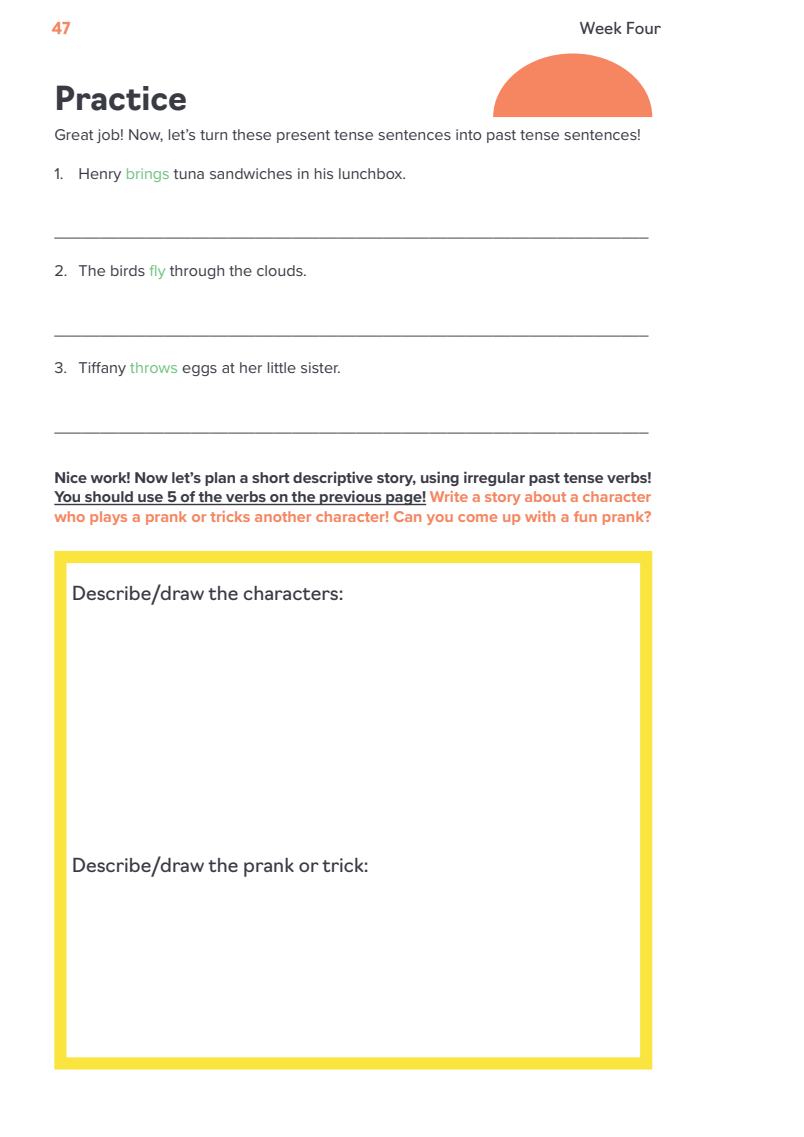 47
Week Four
Practice
Great job! Now, let's turn these present tense sentences into past tense sentences!
1. Henry brings tuna sandwiches in his lunchbox.
2. The birds fly through the clouds.
3. Tiffany throws eggs at her little sister.
Nice work! Now let's plan a short descriptive story, using irregular past tense verbs!
You should use 5 of the verbs on the previous page! Write a story about a character
who plays a prank or tricks another character! Can you come up with a fun prank?
Describe/draw the characters:
Describe/draw the prank or trick: